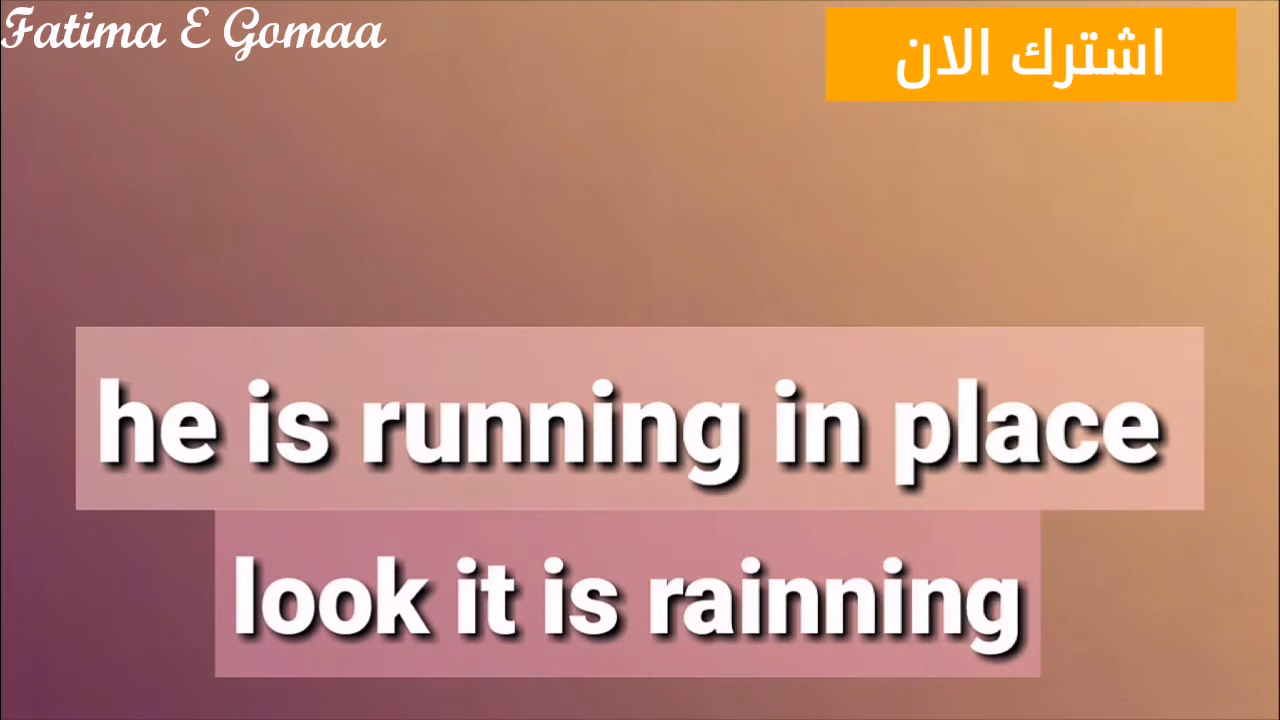 Fatima E Gomaa
اشترك الان
he is running in place
look it is rainning